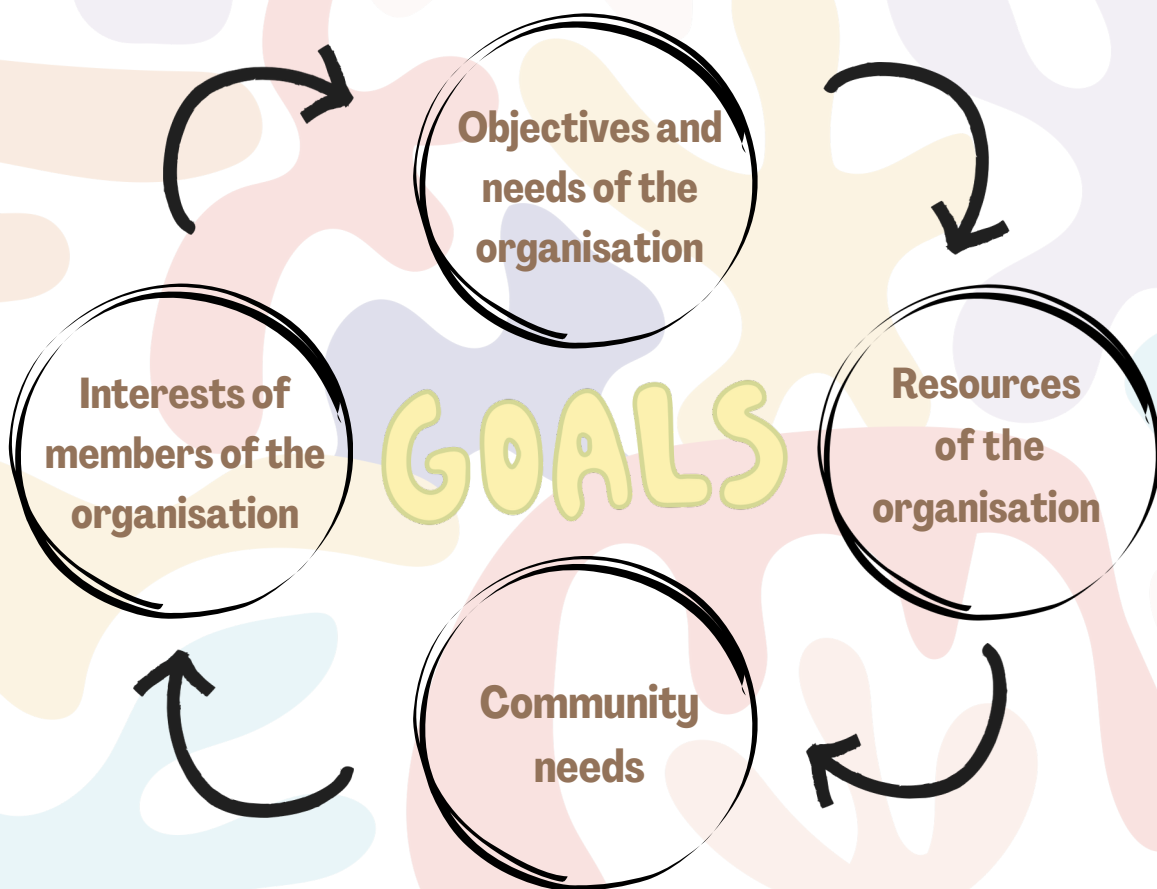 Objectives and
needs of the
organisation
Interests of
members of the
organisation
GOALS
Resources
of the
organisation
Community
needs